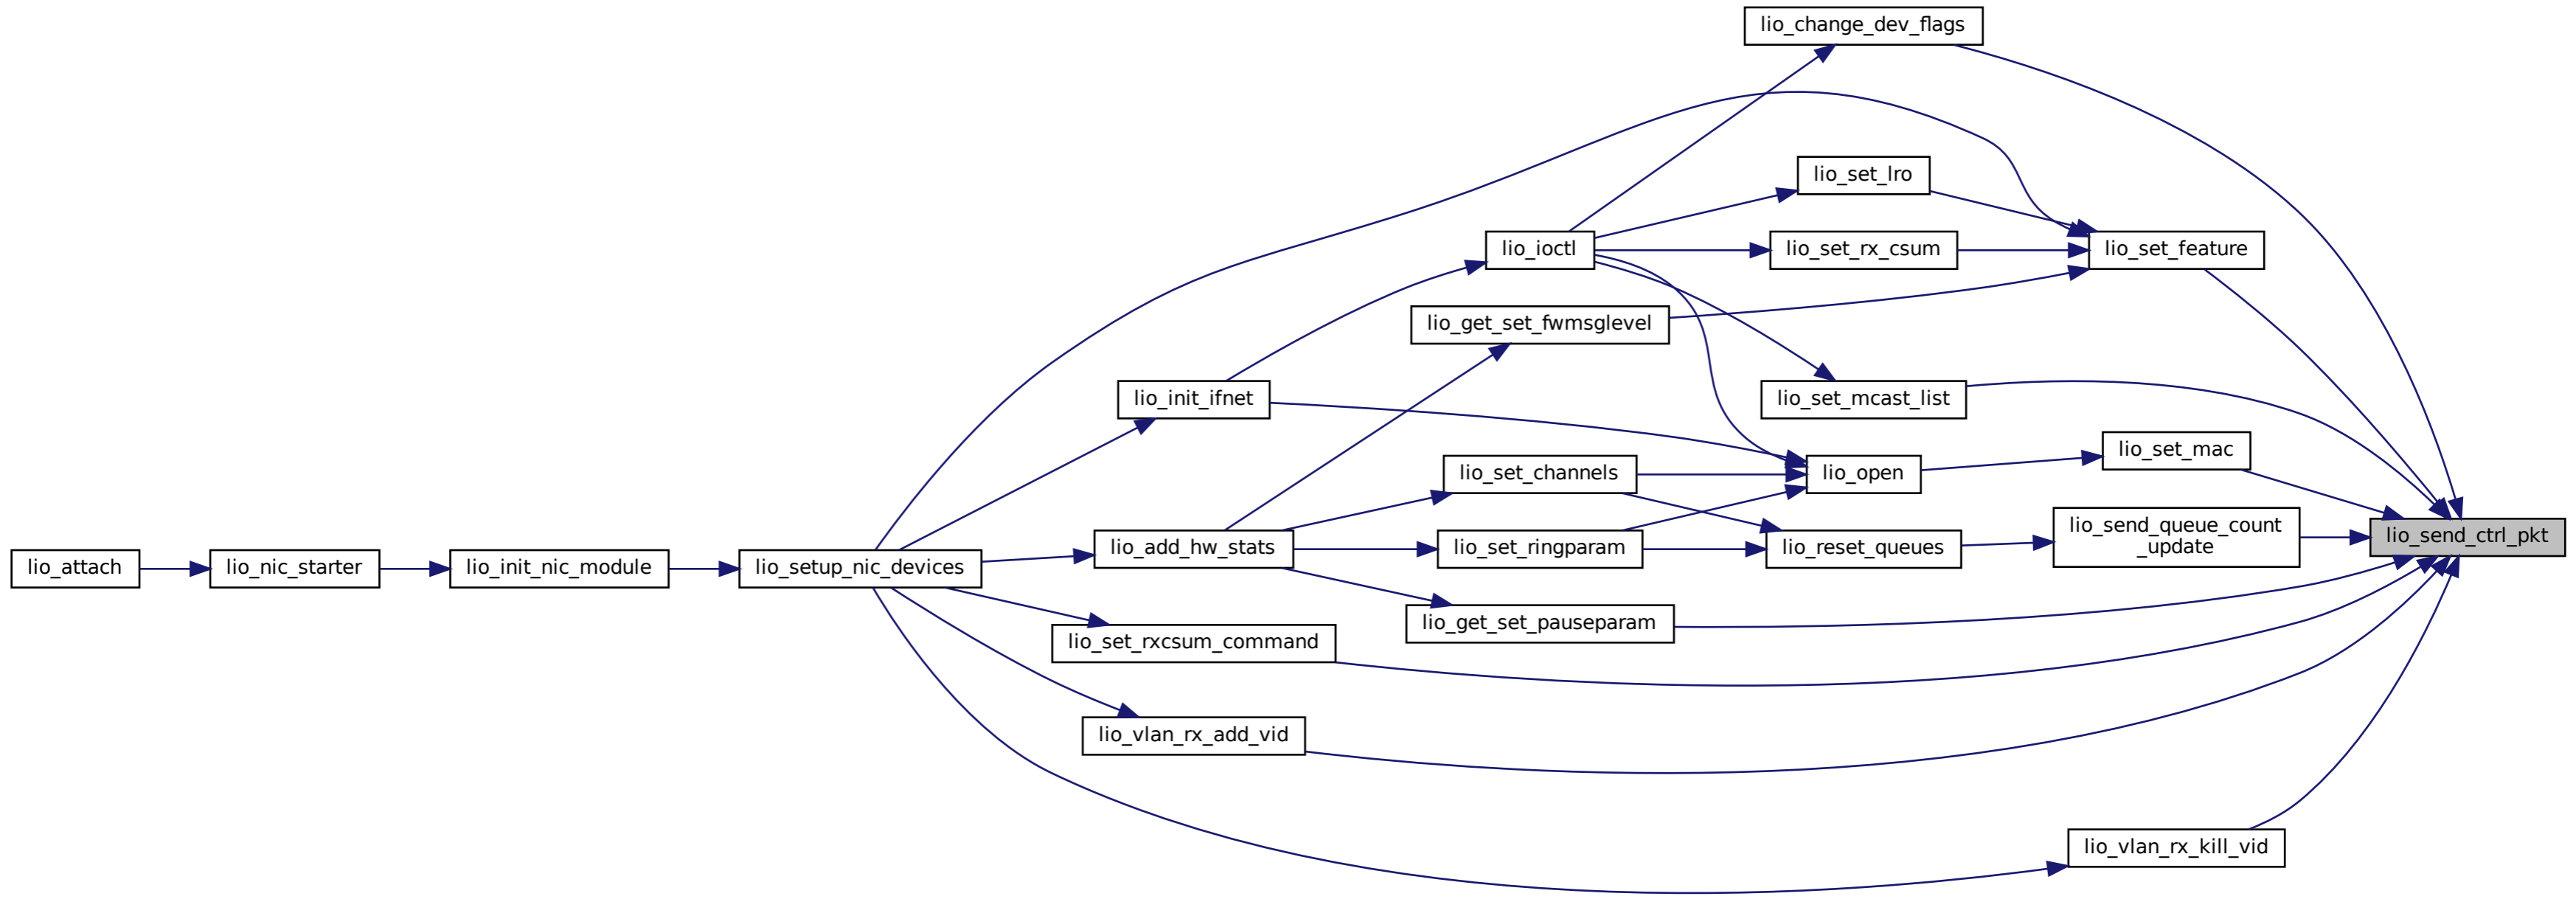 lio_change_dev_flags
lio_set_lro
lio_ioctl
lio_set_rx_csum
lio_set_feature
lio_get_set_fwmsglevel
lio_init_ifnet
lio_set_mcast_list
lio_set_mac
lio_set_channels
lio_open
lio_send_queue_count
_update
lio_send_ctrl_pkt
lio_add_hw_stats
lio_set_ringparam
lio_reset_queues
lio_attach
lio_nic_starter
lio_init_nic_module
lio_setup_nic_devices
lio_get_set_pauseparam
lio_set_rxcsum_command
lio_vlan_rx_add_vid
lio_vlan_rx_kill_vid